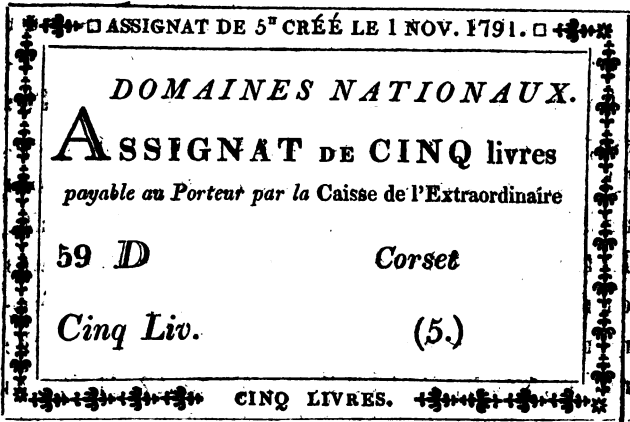 ASSIGNAT DE 5ᵗᵗ CRÉÉ LE 1 NOV. 1791.
DOMAINES NATIONAUX.
ASSIGNAT DE CINQ livres
payable au Porteur par la Caisse de l'Extraordinaire
59 D Corset
Cinq Liv. (5.)
CINQ LIVRES.